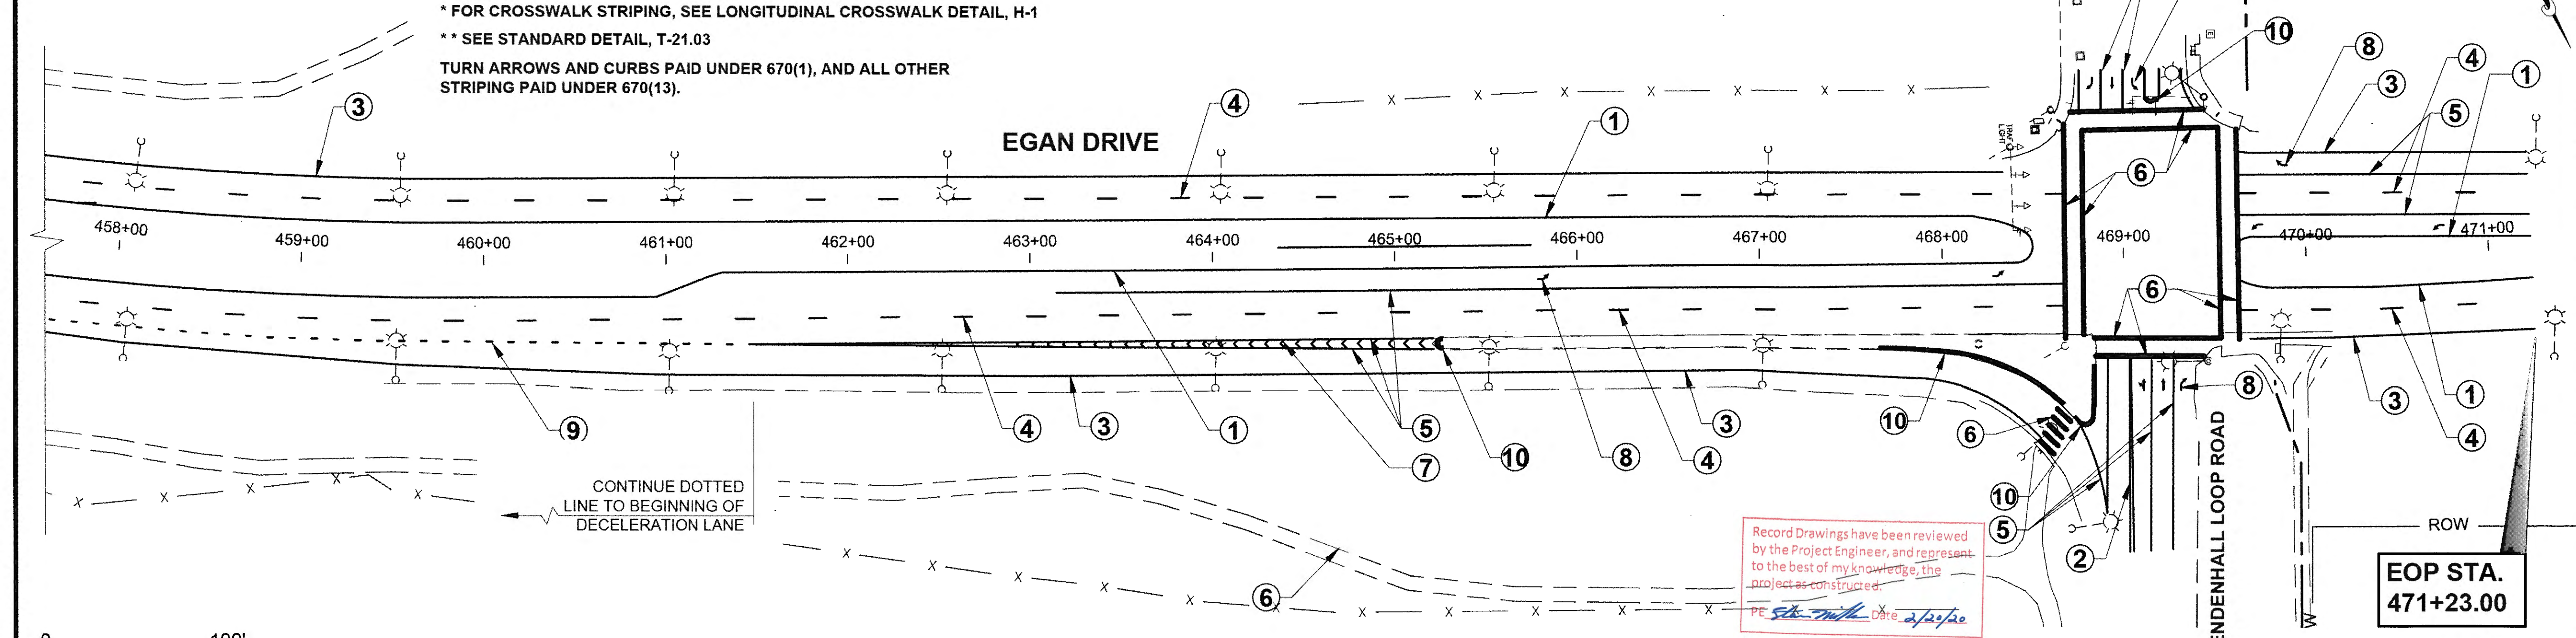 * FOR CROSSWALK STRIPING, SEE LONGITUDINAL CROSSWALK DETAIL, H-1
* * SEE STANDARD DETAIL, T-21.03
TURN ARROWS AND CURBS PAID UNDER 670(1), AND ALL OTHER
STRIPING PAID UNDER 670(13).
10
8
4
3
1
5
3
4
1
EGAN DRIVE
TRAF
LIGHT
6
458+00
459+00
460+00
461+00
462+00
463+00
464+00
465+00
466+00
467+00
468+00
469+00
470+00
471+00
6
9
4
3
1
5
7
10
8
4
3
10
6
10
5
2
8
3
1
4
CONTINUE DOTTED
LINE TO BEGINNING OF
DECELERATION LANE
6
Record Drawings have been reviewed
by the Project Engineer, and represent
to the best of my knowledge, the
project as constructed.
PE Date 2/20/20
ENDENHALL LOOP ROAD
ROW
W
EOP STA.
471+23.00
0 100'